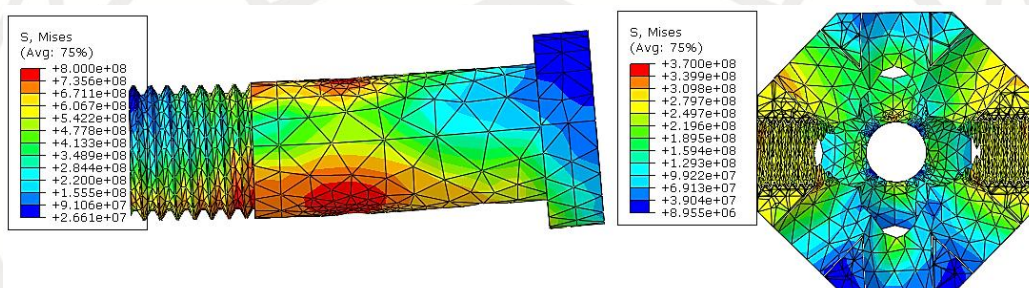 S, Mises
(Avg: 75%)
+8.000e+08
+7.356e+08
+6.711e+08
+6.067e+08
+5.422e+08
+4.778e+08
+4.133e+08
+3.489e+08
+2.844e+08
+2.200e+08
+1.555e+08
+9.106e+07
+2.661e+07
S, Mises
(Avg: 75%)
+3.700e+08
+3.399e+08
+3.098e+08
+2.797e+08
+2.497e+08
+2.196e+08
+1.895e+08
+1.594e+08
+1.293e+08
+9.922e+07
+6.913e+07
+3.904e+07
+8.955e+06